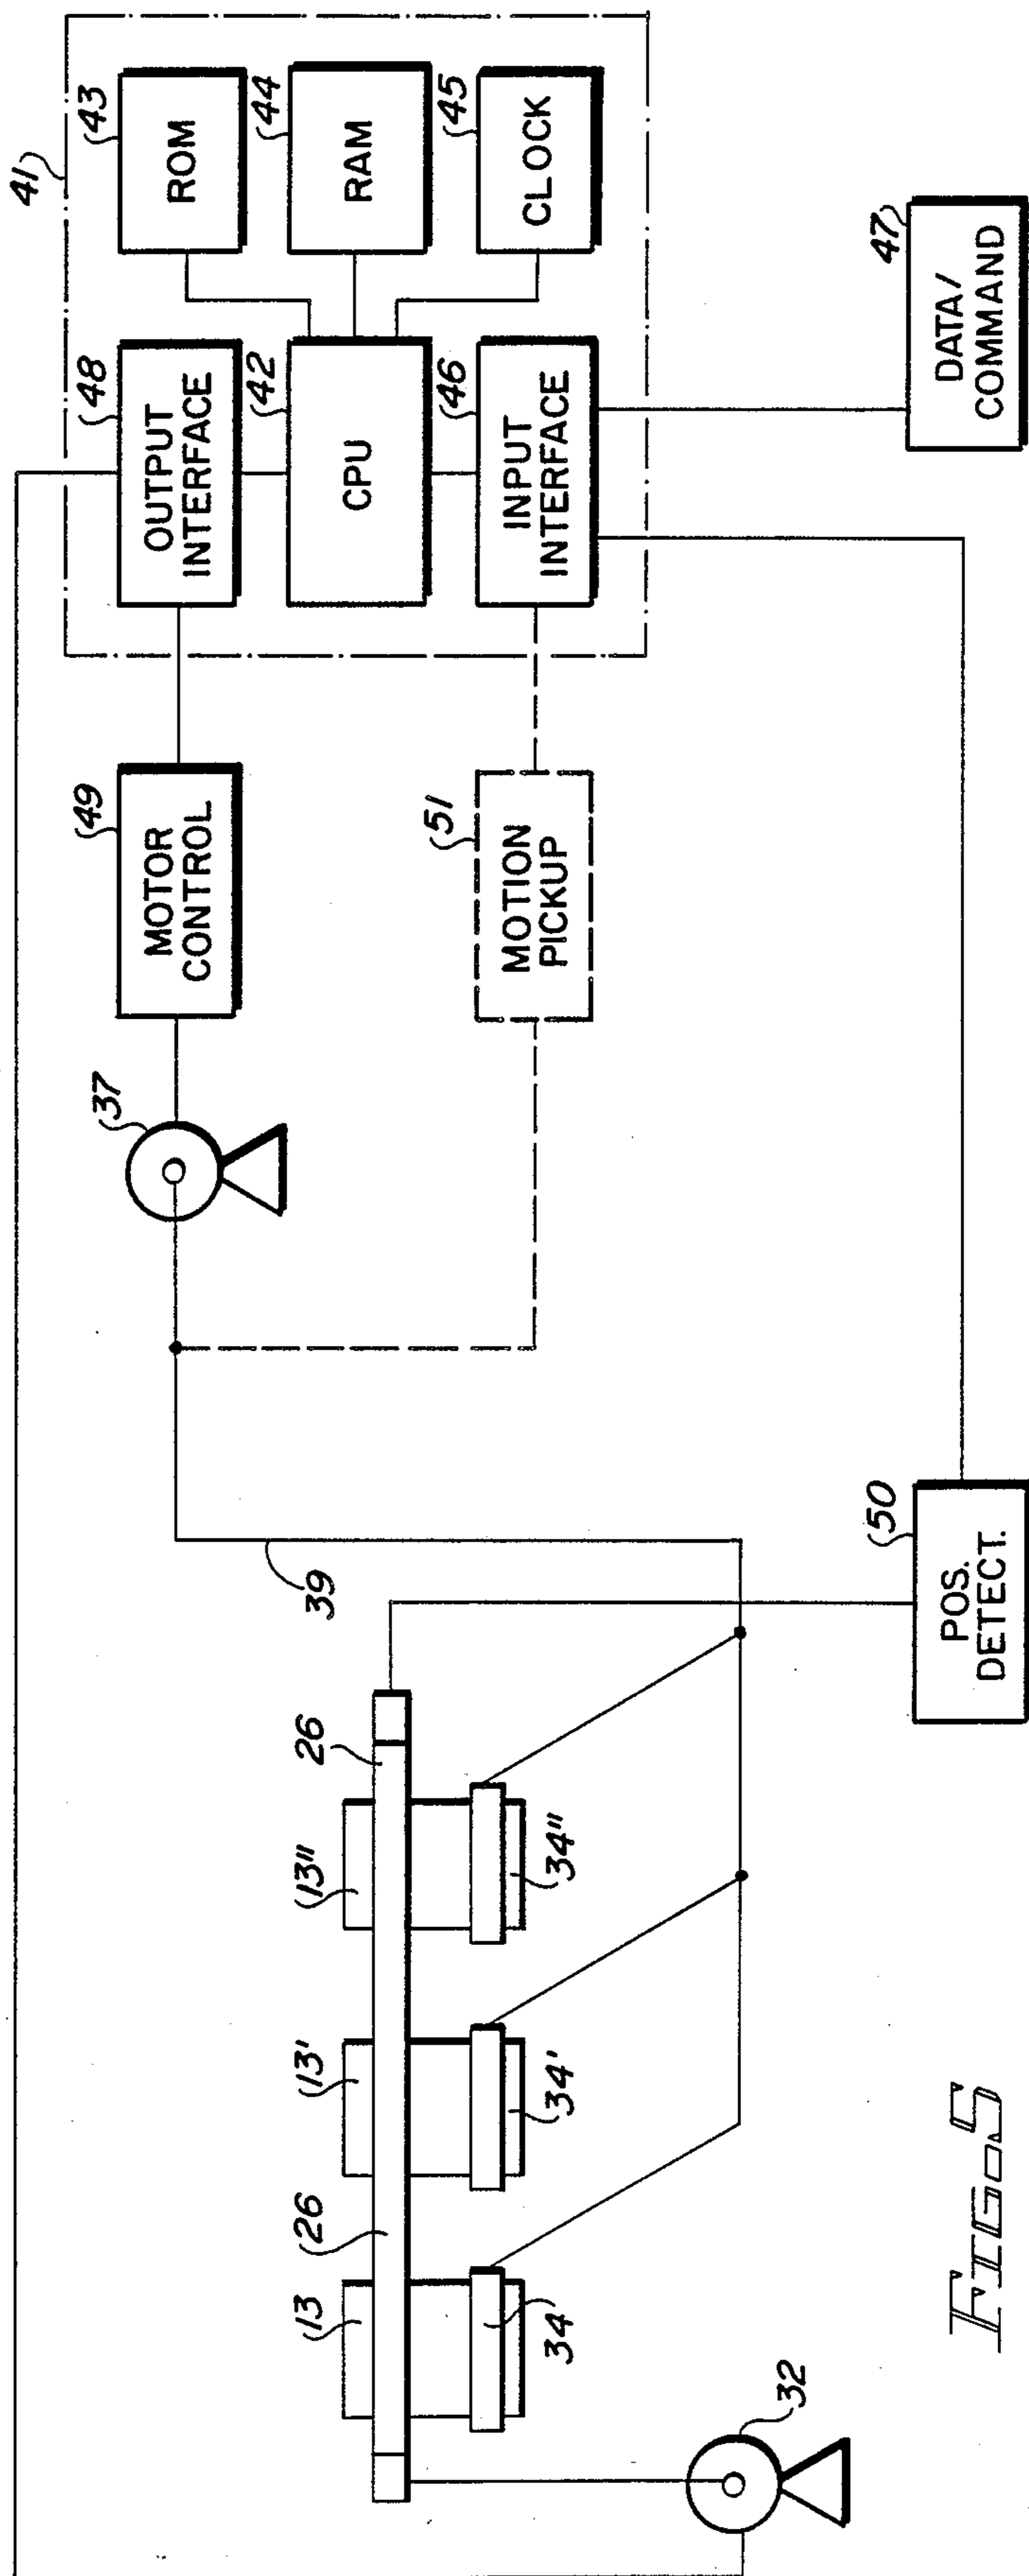 41
43
ROM
44
RAM
45
CLOCK
48
OUTPUT
INTERFACE
42
CPU
46
INPUT
INTERFACE
47
DATA/
COMMAND
49
MOTOR
CONTROL
51
MOTION
PICKUP
37
39
50
POS.
DETECT.
26
13"
34"
13'
34'
26
13
34
32
FIG. 5